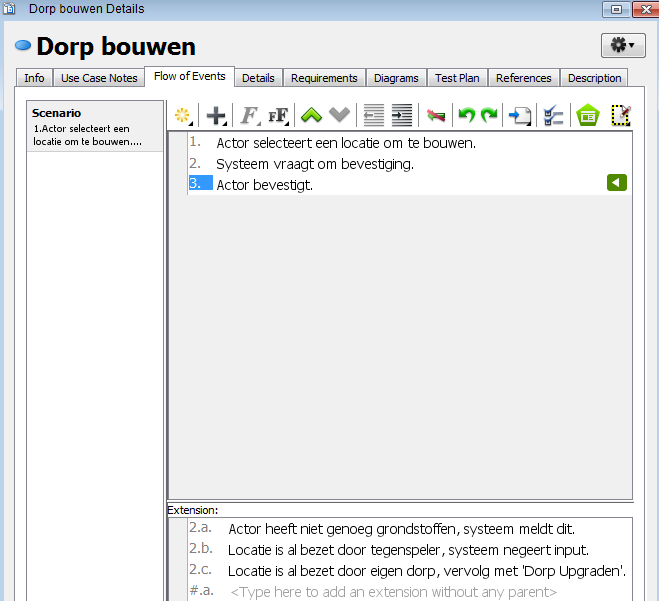 Dorp bouwen Details
Dorp bouwen
Info Use Case Notes Flow of Events Details Requirements Diagrams Test Plan References Description
Scenario
1.Actor selecteert een
locatie om te bouwen....
F FF
1. Actor selecteert een locatie om te bouwen.
2. Systeem vraagt om bevestiging.
3. Actor bevestigt.
Extension:
2.a. Actor heeft niet genoeg grondstoffen, systeem meldt dit.
2.b. Locatie is al bezet door tegenspeler, systeem negeert input.
2.c. Locatie is al bezet door eigen dorp, vervolg met 'Dorp Upgraden'.
#.a. <Type here to add an extension without any parent>